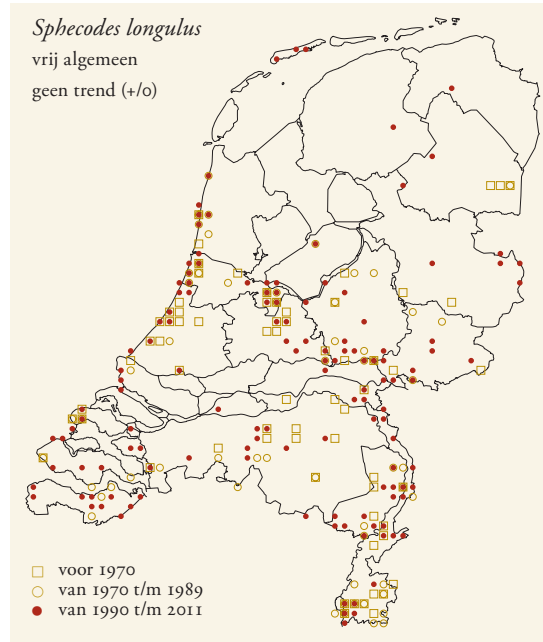 Sphecodes longulus
vrij algemeen
geen trend (+/0)
voor 1970
van 1970 t/m 1989
van 1990 t/m 2011